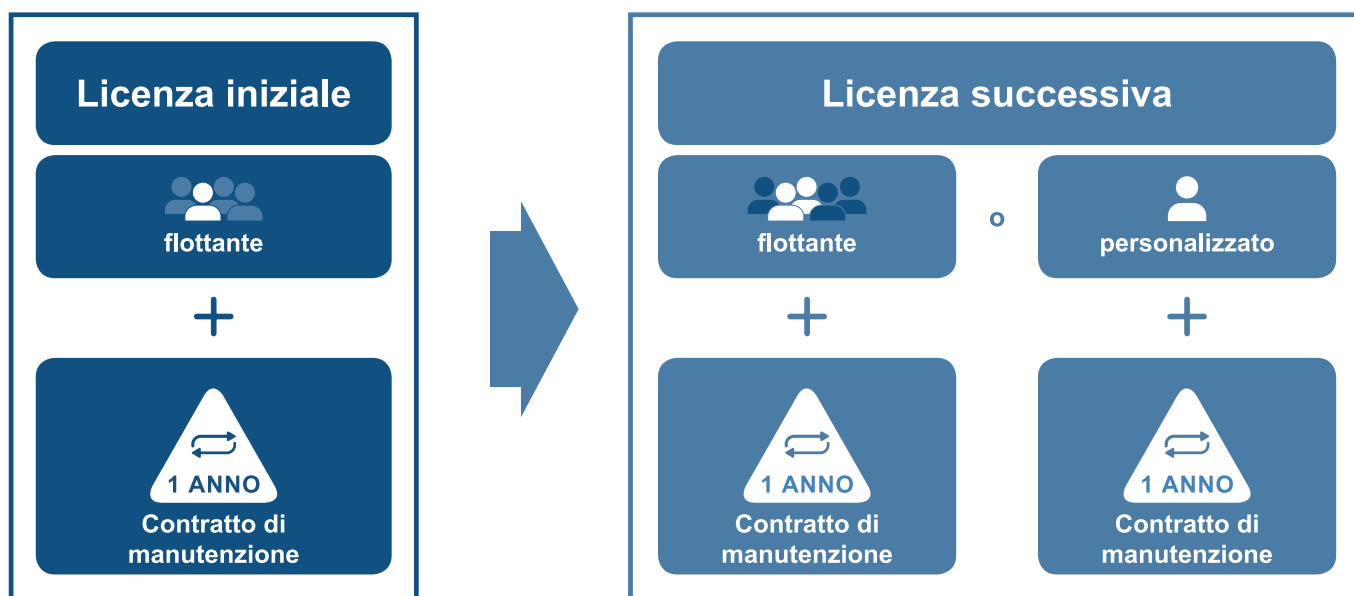 Licenza iniziale
flottante
1 ANNO
Contratto di
manutenzione
Licenza successiva
flottante
o
personalizzato
1 ANNO
Contratto di
manutenzione
1 ANNO
Contratto di
manutenzione